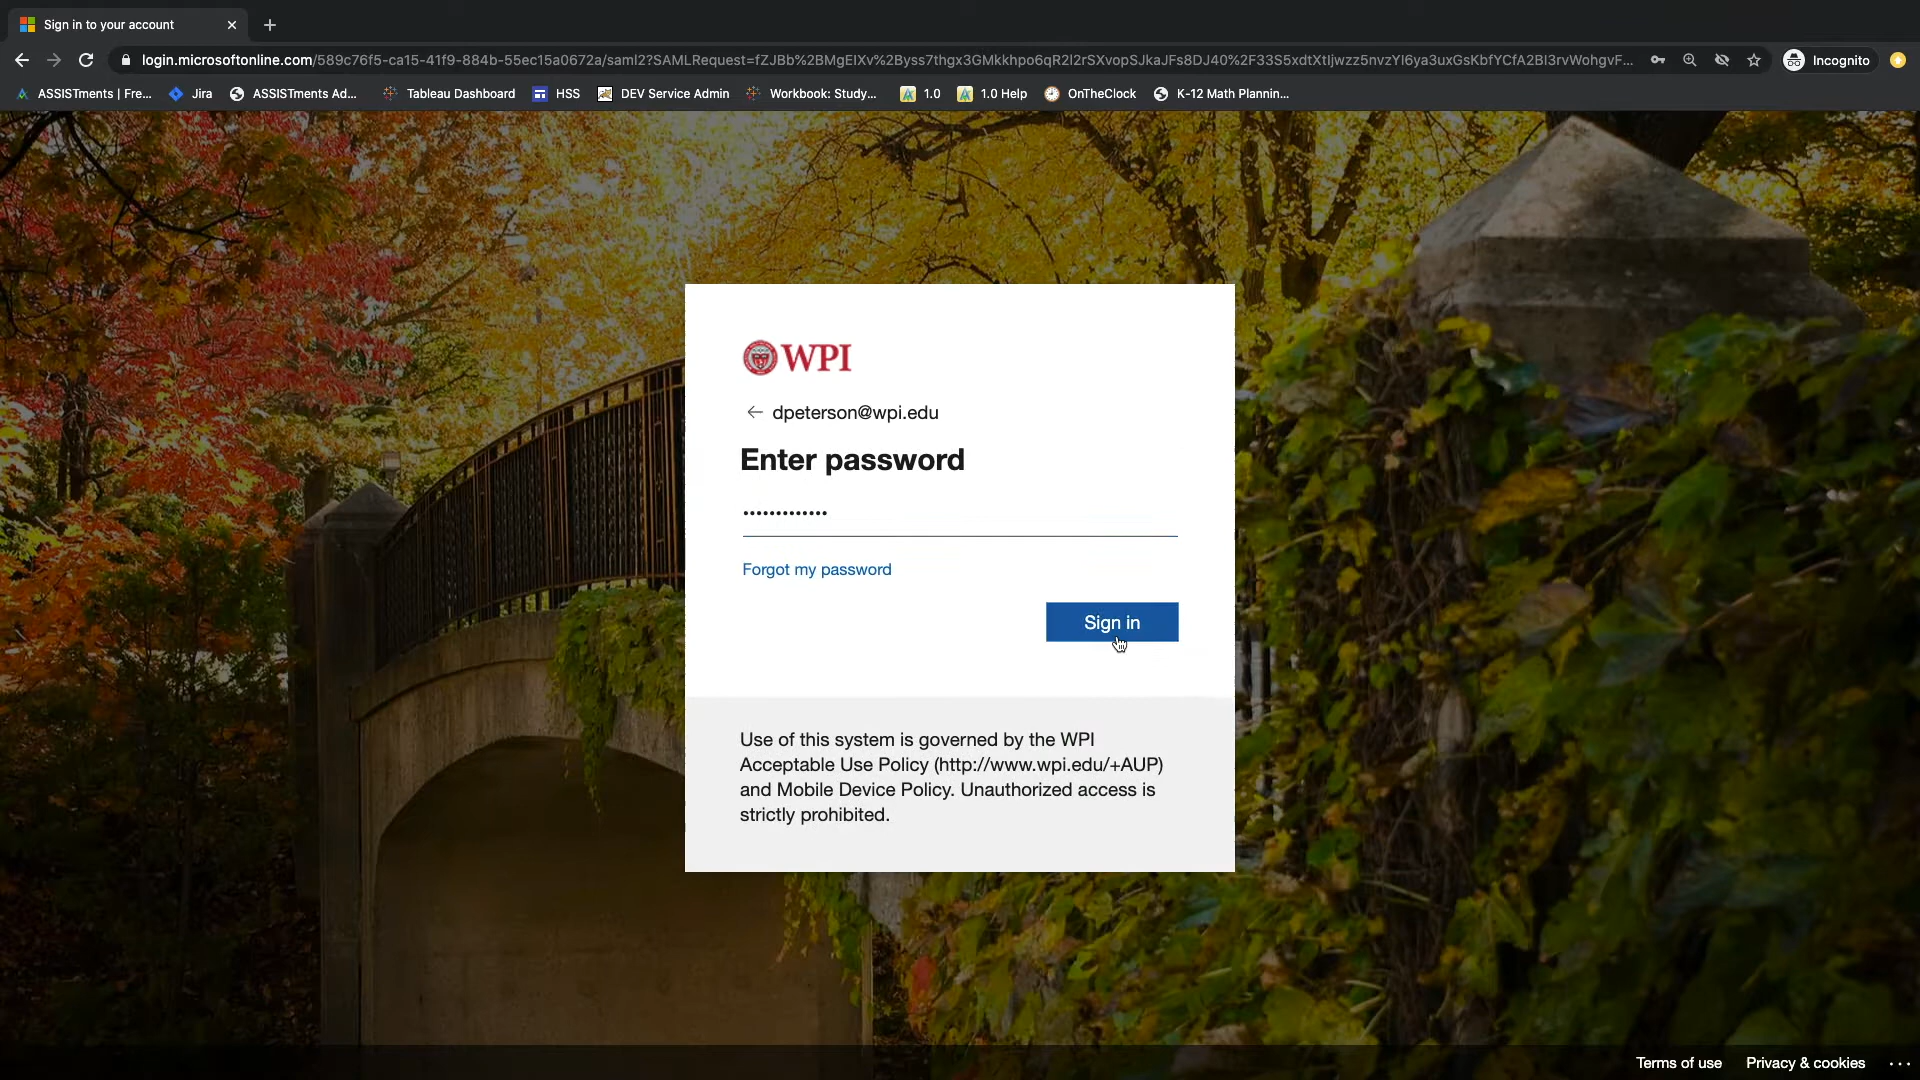 Sign in to your account
login.microsoftonline.com/589c76f5-ca15-41f9-884b-55ec15a0672a/saml2?SAMLRequest=
Incognito
ASSISTments | Fre...
Jira
ASSISTments Ad...
Tableau Dashboard
HSS
DEV Service Admin
Workbook: Study...
1.0
1.0 Help
OnTheClock
K-12 Math Plannin...
WPI
dpeterson@wpi.edu
Enter password
•••••••••••••
Forgot my password
Sign in
Use of this system is governed by the WPI
Acceptable Use Policy (http://www.wpi.edu/+AUP)
and Mobile Device Policy. Unauthorized access is
strictly prohibited.
Terms of use
Privacy & cookies
...